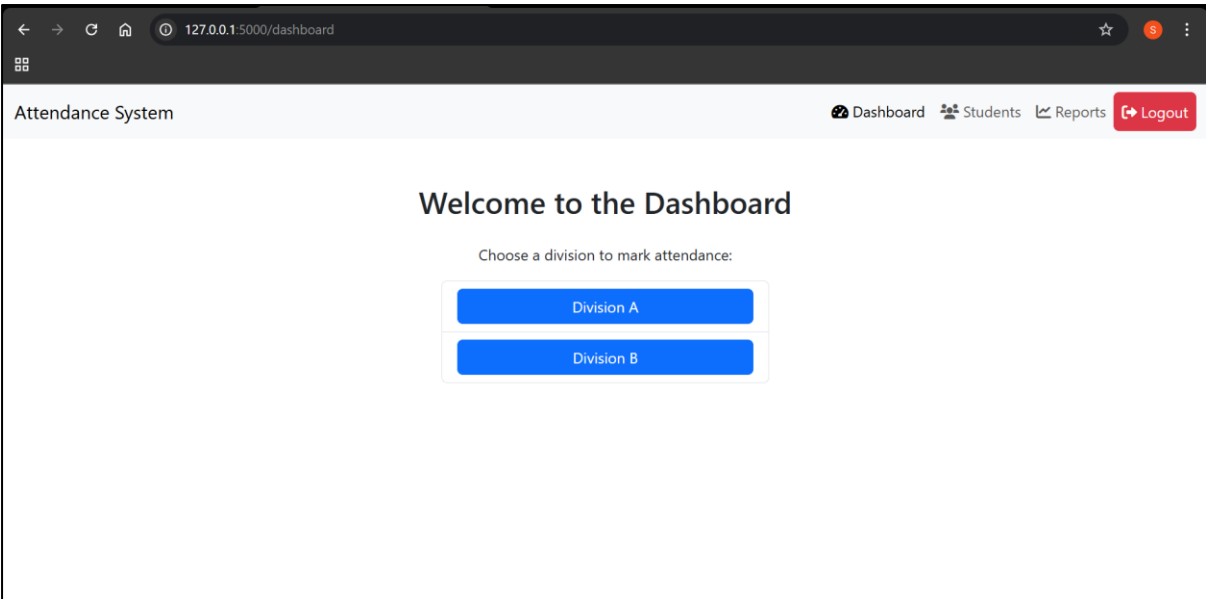 127.0.0.1:5000/dashboard
S
Attendance System
Dashboard Students Reports Logout
Welcome to the Dashboard
Choose a division to mark attendance:
Division A
Division B